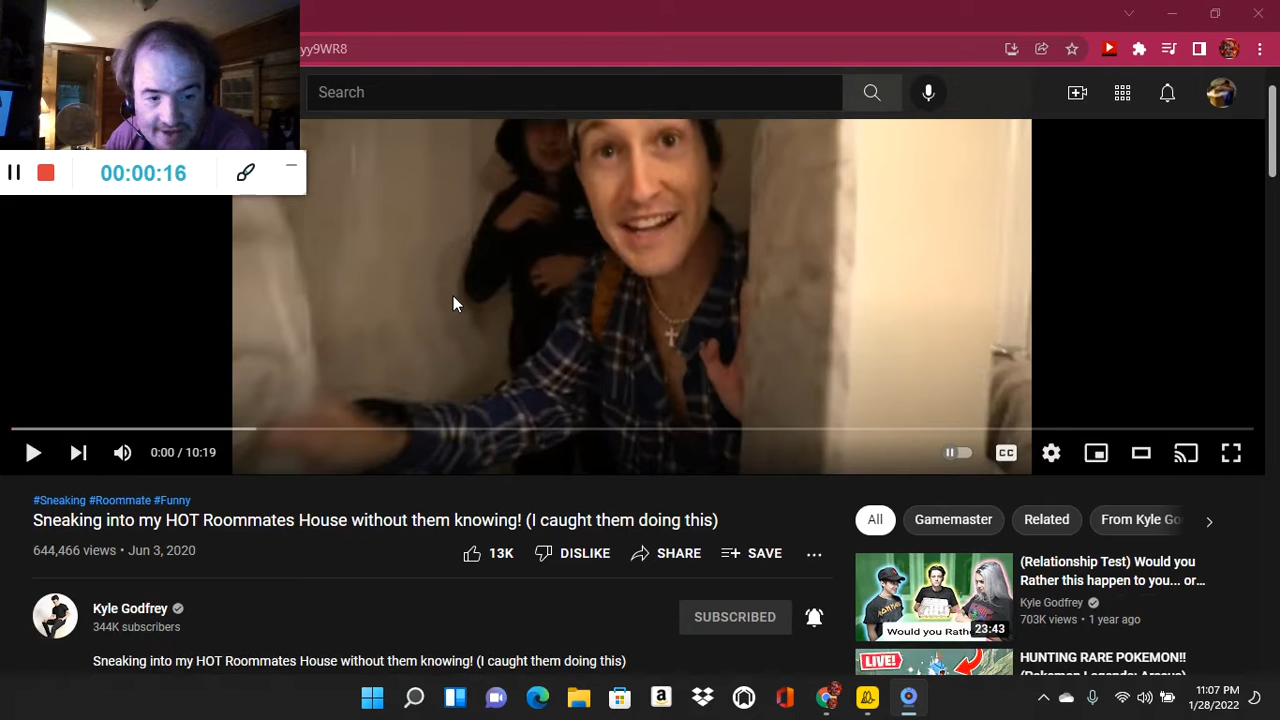 yy9WR8
Search
00:00:16
0:00 / 10:19
CC
#Sneaking #Roommate #Funny
Sneaking into my HOT Roommates House without them knowing! (I caught them doing this)
644,466 views • Jun 3, 2020
13K
DISLIKE
SHARE
SAVE
Kyle Godfrey
344K subscribers
SUBSCRIBED
Sneaking into my HOT Roommates House without them knowing! (I caught them doing this)
All
Gamemaster
Related
From Kyle Go
Would you Rath
23:43
(Relationship Test) Would you
Rather this happen to you... or...
Kyle Godfrey
703K views • 1 year ago
LIVE!
HUNTING RARE POKEMON!!
(Pokemon Legends: Arceus)
11:07 PM
1/28/2022